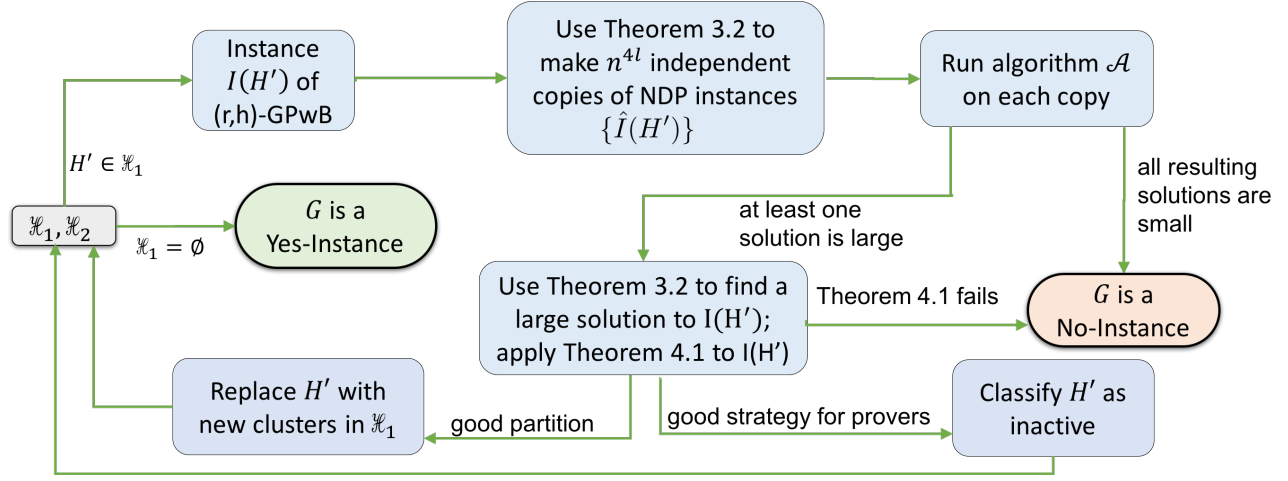 Instance
I(H′) of
(r,h)-GPwB
Use Theorem 3.2 to
make n^{4l} independent
copies of NDP instances
{Î(H′)}
Run algorithm 𝒜
on each copy
H′ ∈ ℋ₁
all resulting
solutions are
small
ℋ₁, ℋ₂
ℋ₁ = ∅
G is a
Yes-Instance
at least one
solution is large
Use Theorem 3.2 to find a
large solution to I(H′);
apply Theorem 4.1 to I(H’)
Theorem 4.1 fails
G is a
No-Instance
Replace H′ with
new clusters in ℋ₁
good partition
good strategy for provers
Classify H′ as
inactive